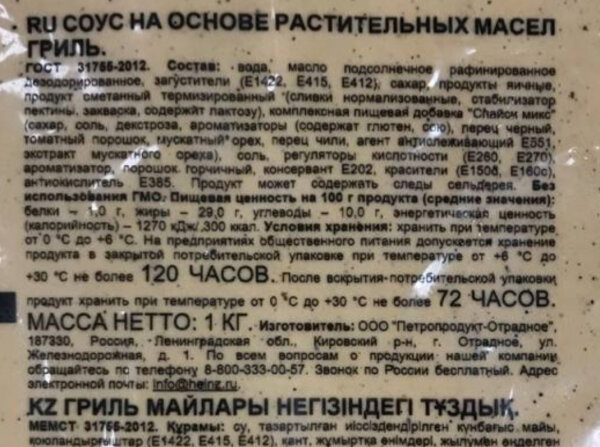 RU СОУС НА ОСНОВЕ РАСТИТЕЛЬНЫХ МАСЕЛ
ГРИЛЬ.
ГОСТ 31755-2012. Состав: вода, масло подсолнечное рафинированное
дезодорированное, загустители (Е1422, Е415, Е412), сахар, продукты яичные,
продукт сметанный термизированный (сливки нормализованные, стабилизатор
пектины, закваска, содержит лактозу), комплексная пищевая добавка "Спайси микс"
(сахар, соль, декстроза, ароматизаторы (содержат глютен, сою), перец черный,
томатный порошок, мускатный орех, перец чили, агент антислеживающий Е551,
экстракт мускатного ореха), соль, регуляторы кислотности (Е260, Е270),
ароматизатор, порошок горчичный, консервант Е202, красители (Е150d, Е160с),
антиокислитель Е385. Продукт может содержать следы сельдерея. Без
использования ГМО. Пищевая ценность на 100 г продукта (средние значения):
белки – 1,0 г, жиры – 29,0 г, углеводы – 10,0 г, энергетическая ценность
(калорийность) – 1270 кДж/ 300 ккал. Условия хранения: хранить при температуре
от 0 °С до +6 °С. На предприятиях общественного питания допускается хранение
продукта в закрытой потребительской упаковке при температуре от +6 °С до
+30 °С не более 120 ЧАСОВ. После вскрытия потребительской упаковки
продукт хранить при температуре от 0 °С до +30 °С не более 72 ЧАСОВ.
МАССА НЕТТО: 1 КГ. Изготовитель: ООО "Петропродукт-Отрадное",
187330, Россия, Ленинградская обл., Кировский р-н, г. Отрадное, ул.
Железнодорожная, д. 1. По всем вопросам о продукции нашей компании
обращайтесь по телефону 8-800-333-00-57. Звонок по России бесплатный. Адрес
электронной почты: info@heinz.ru.
KZ ГРИЛЬ МАЙЛАРЫ НЕГІЗІНДЕГІ ТҰЗДЫҚ.
МЕМСТ 31755-2012. Құрамы: су, тазартылған иіссіздендірілген күнбағыс майы,
қоюландырғыштар (Е1422, Е415, Е412), қант, жұмыртқа өнімдері, жылумен өңделген